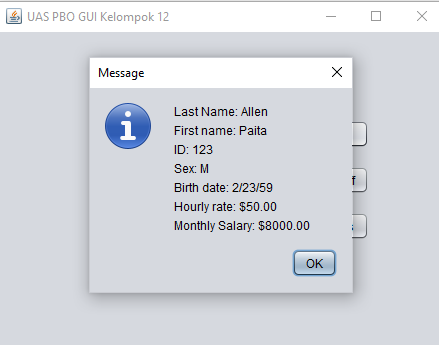 UAS PBO GUI Kelompok 12
Message
Last Name: Allen
First name: Paita
ID: 123
Sex: M
Birth date: 2/23/59
Hourly rate: $50.00
Monthly Salary: $8000.00
OK